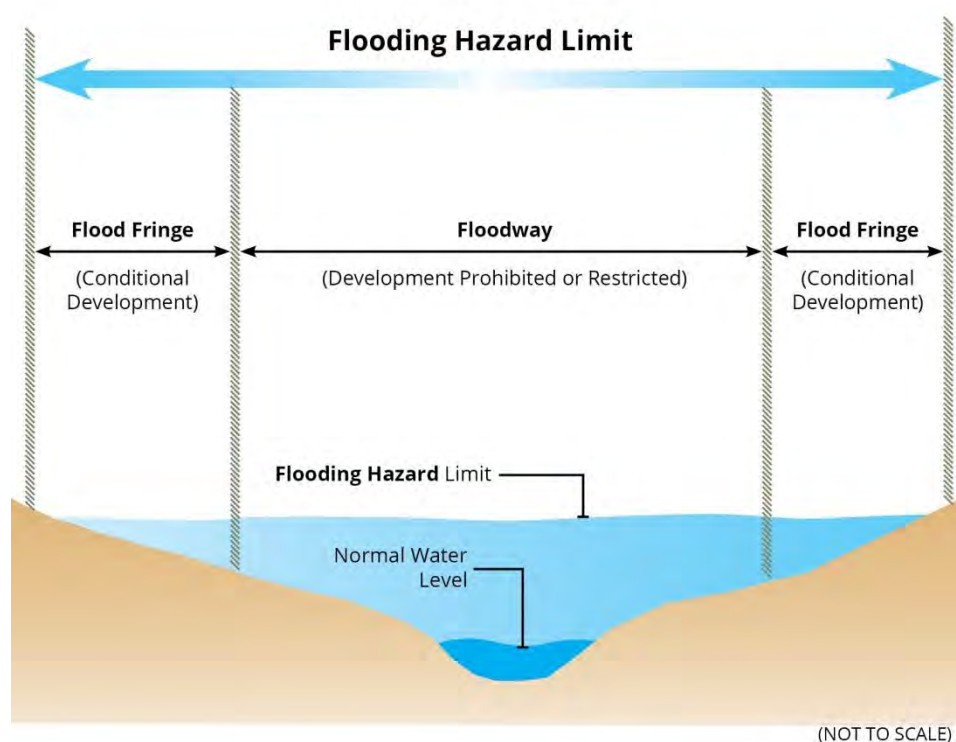 Flooding Hazard Limit
Flood Fringe
(Conditional
Development)
Floodway
(Development Prohibited or Restricted)
Flood Fringe
(Conditional
Development)
Flooding Hazard Limit
Normal Water
Level
(NOT TO SCALE)